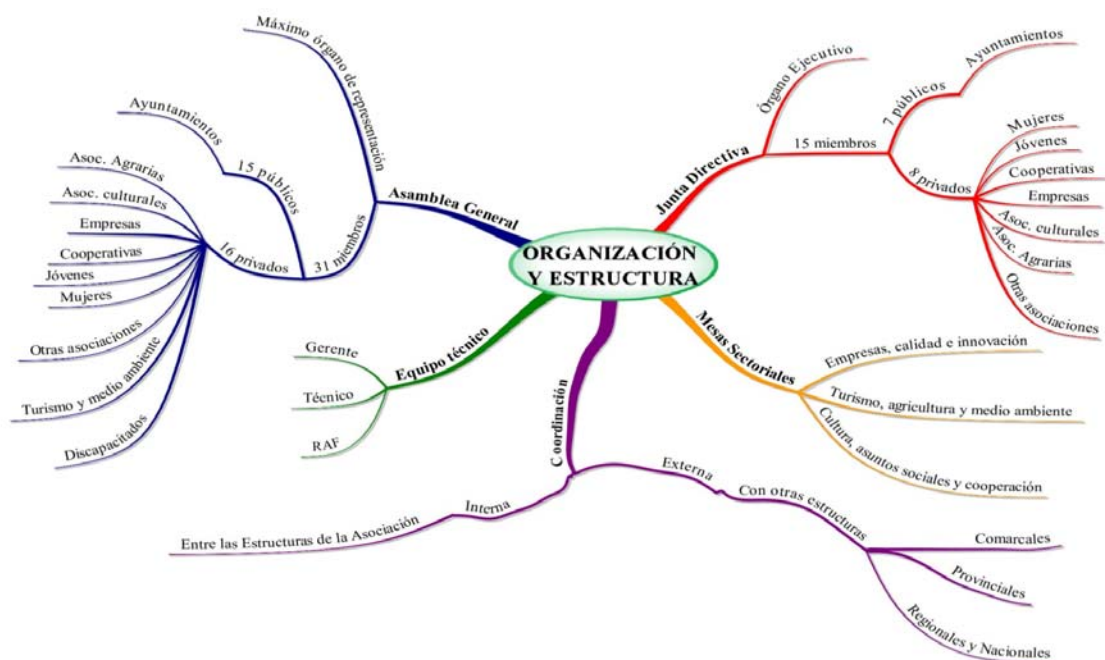 ORGANIZACIÓN
Y ESTRUCTURA
Asamblea General
Máximo órgano de representación
31 miembros
15 públicos
Ayuntamientos
16 privados
Asoc. Agrarias
Asoc. culturales
Empresas
Cooperativas
Jóvenes
Mujeres
Otras asociaciones
Turismo y medio ambiente
Discapacitados
Junta Directiva
Órgano Ejecutivo
15 miembros
7 públicos
Ayuntamientos
8 privados
Mujeres
Jóvenes
Cooperativas
Empresas
Asoc. culturales
Asoc. Agrarias
Otras asociaciones
Equipo técnico
Gerente
Técnico
RAF
Mesas Sectoriales
Empresas, calidad e innovación
Turismo, agricultura y medio ambiente
Cultura, asuntos sociales y cooperación
Coordinación
Interna
Entre las Estructuras de la Asociación
Externa
Con otras estructuras
Comarcales
Provinciales
Regionales y Nacionales